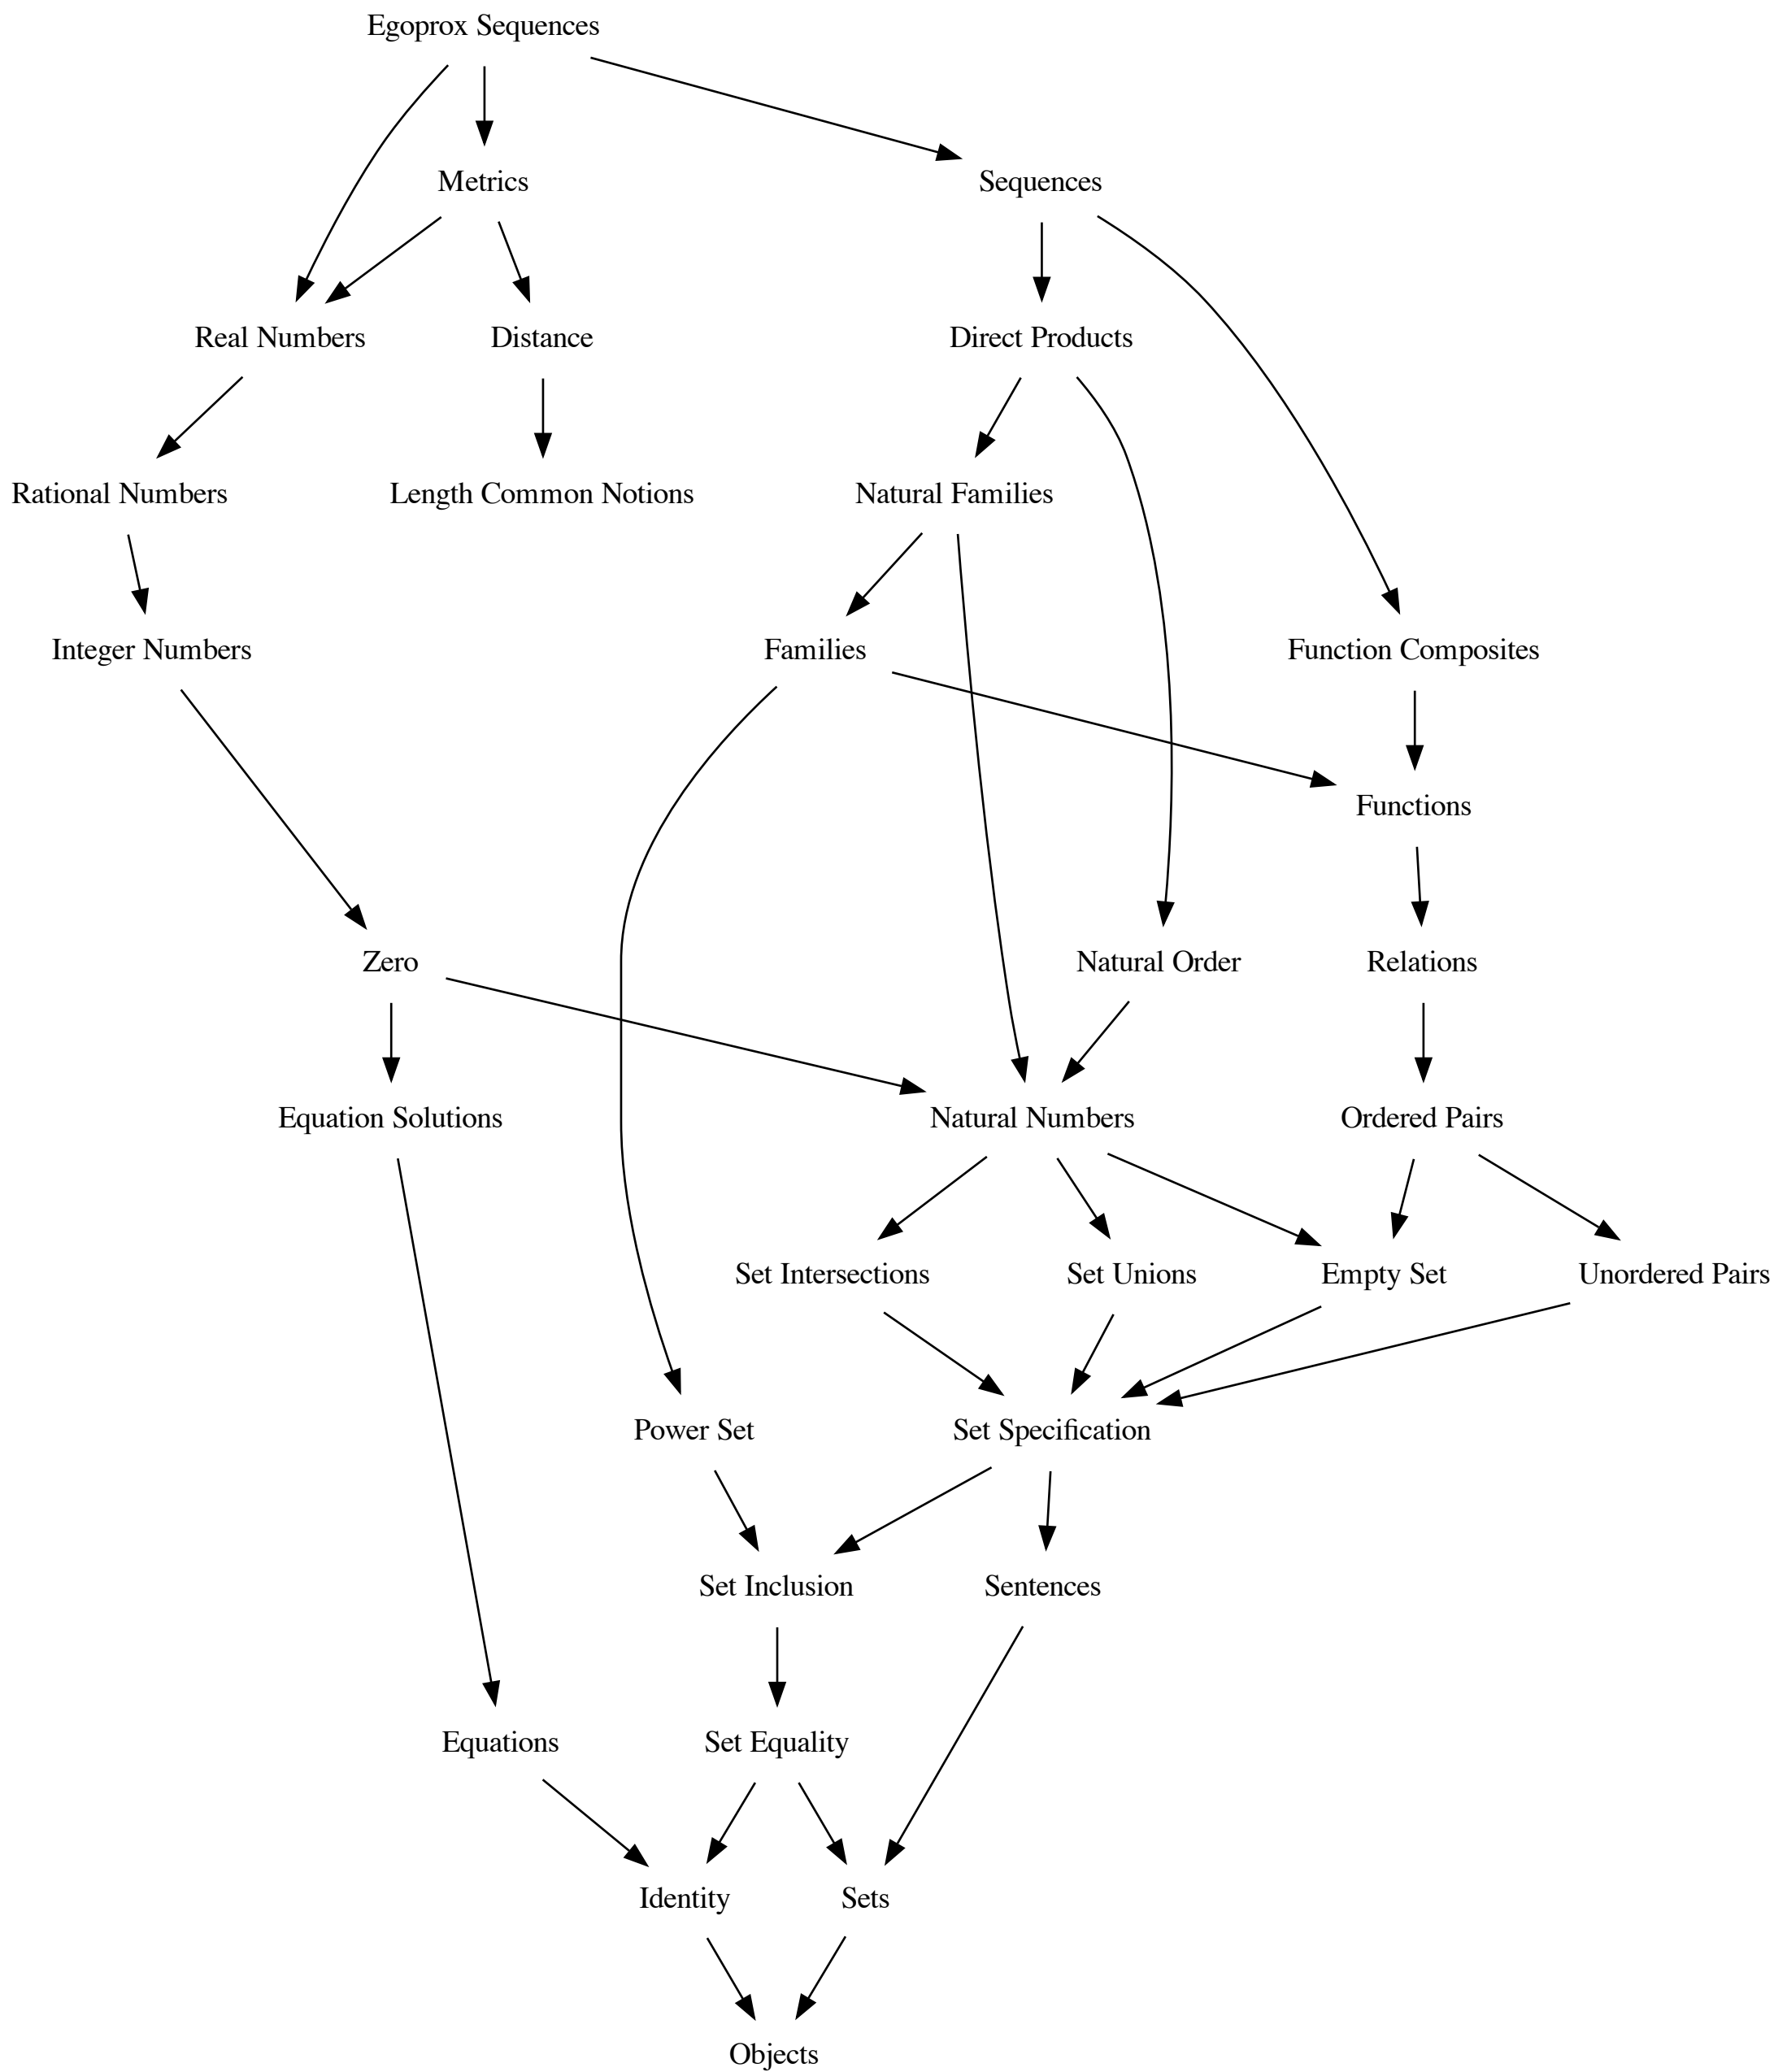 Egoprox Sequences
Metrics
Sequences
Real Numbers
Distance
Direct Products
Rational Numbers
Length Common Notions
Natural Families
Integer Numbers
Families
Function Composites
Functions
Zero
Natural Order
Relations
Equation Solutions
Natural Numbers
Ordered Pairs
Set Intersections
Set Unions
Empty Set
Unordered Pairs
Power Set
Set Specification
Set Inclusion
Sentences
Equations
Set Equality
Identity
Sets
Objects